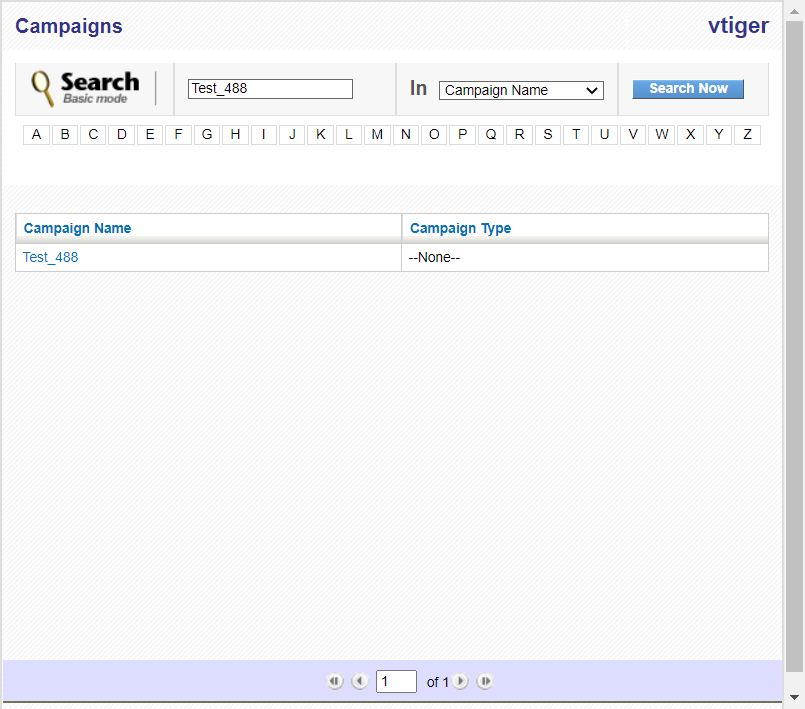 Campaigns vtiger
Search
Basic mode
Test_488 In Campaign Name Search Now
A B C D E F G H I J K L M N O P Q R S T U V W X Y Z
Campaign Name Campaign Type
Test_488 --None--
1 of 1